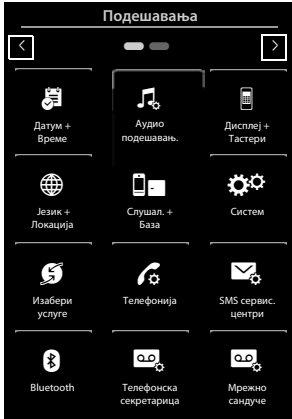 Подешавања
Датум +
Време
Аудио
подешавањ.
Дисплеј +
Тастери
Језик +
Локација
Слушал. +
База
Систем
Изабери
услуге
Телефонија
SMS сервис.
центри
Bluetooth
Телефонска
секретарица
Мрежно
сандуче